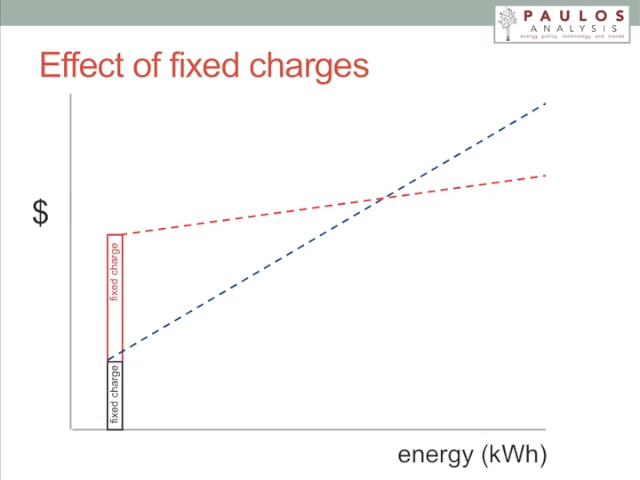 PAULOS
ANALYSIS
energy policy, technology and trends
Effect of fixed charges
$
fixed charge
fixed charge
energy (kWh)